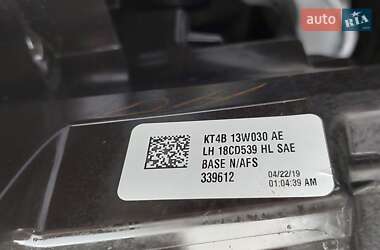 auto RIA
KT4B 13W030 AE
LH 18CD539 HL SAE
BASE N/AFS
339612
04/22/19
01:04:39 AM